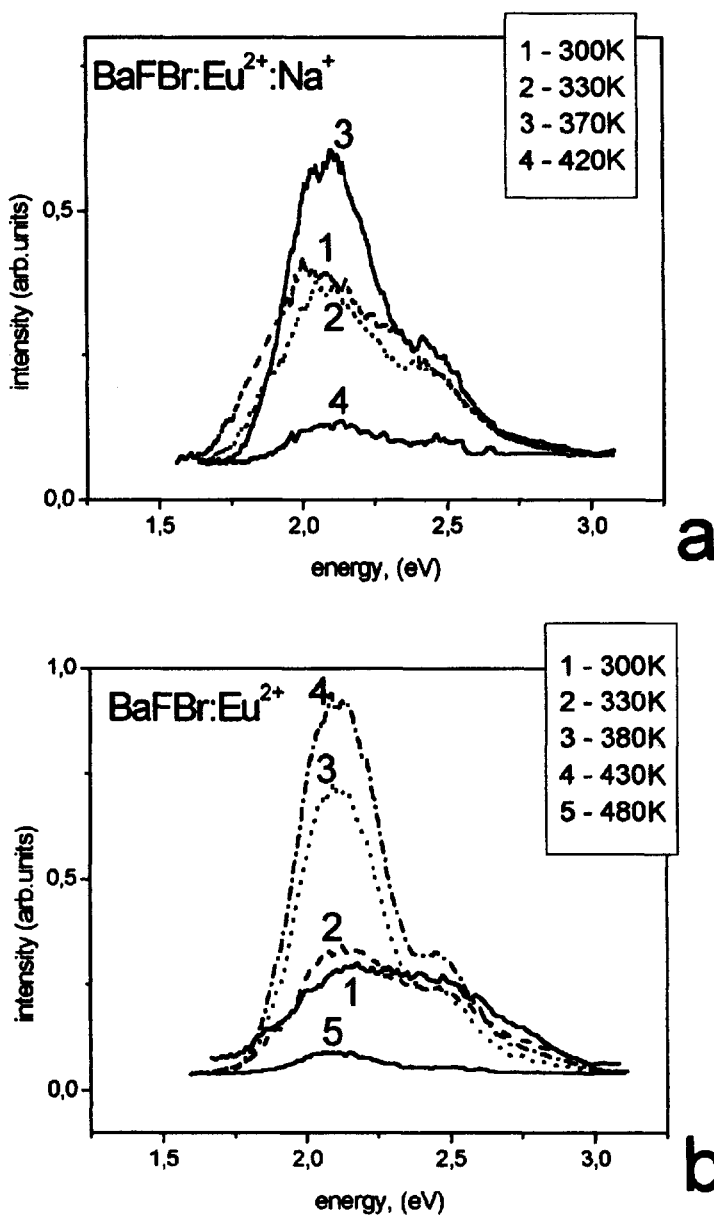 BaFBr:Eu²⁺:Na⁺
1 - 300K
2 - 330K
3 - 370K
4 - 420K
3
1
2
4
0,5
0,0
intensity (arb.units)
1,5 2,0 2,5 3,0
energy, (eV)
a
BaFBr:Eu²⁺
1 - 300K
2 - 330K
3 - 380K
4 - 430K
5 - 480K
4
3
2
1
5
1,0
0,5
0,0
intensity (arb.units)
1,5 2,0 2,5 3,0
energy, (eV)
b